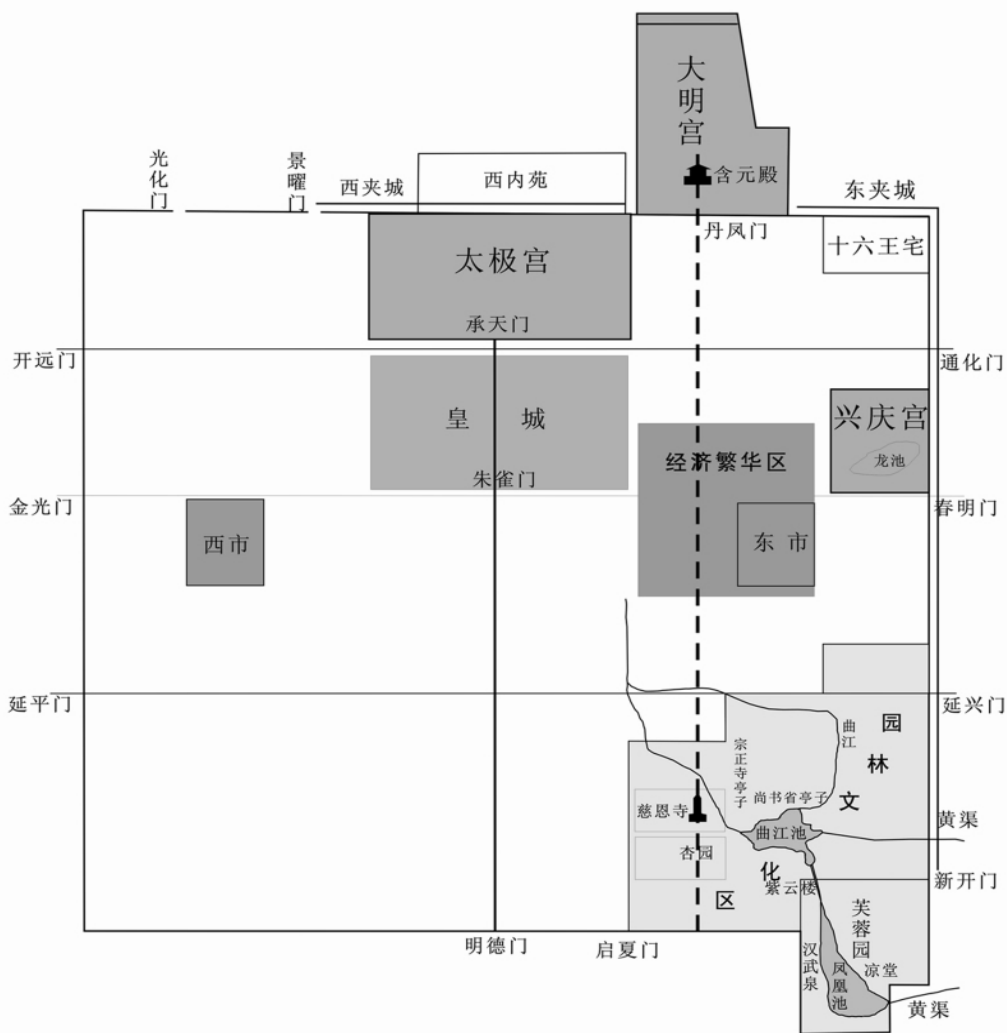 大明宫
含元殿
光化门
景曜门
西夹城
西内苑
东夹城
丹凤门
十六王宅
太极宫
承天门
开远门
通化门
皇城
兴庆宫
龙池
经济繁华区
朱雀门
金光门
春明门
西市
东市
延平门
延兴门
曲江
园林文化区
宗正寺亭子
尚书省亭子
慈恩寺
曲江池
黄渠
杏园
紫云楼
新开门
芙蓉园
明德门
启夏门
汉武泉
凤凰池
凉堂
黄渠